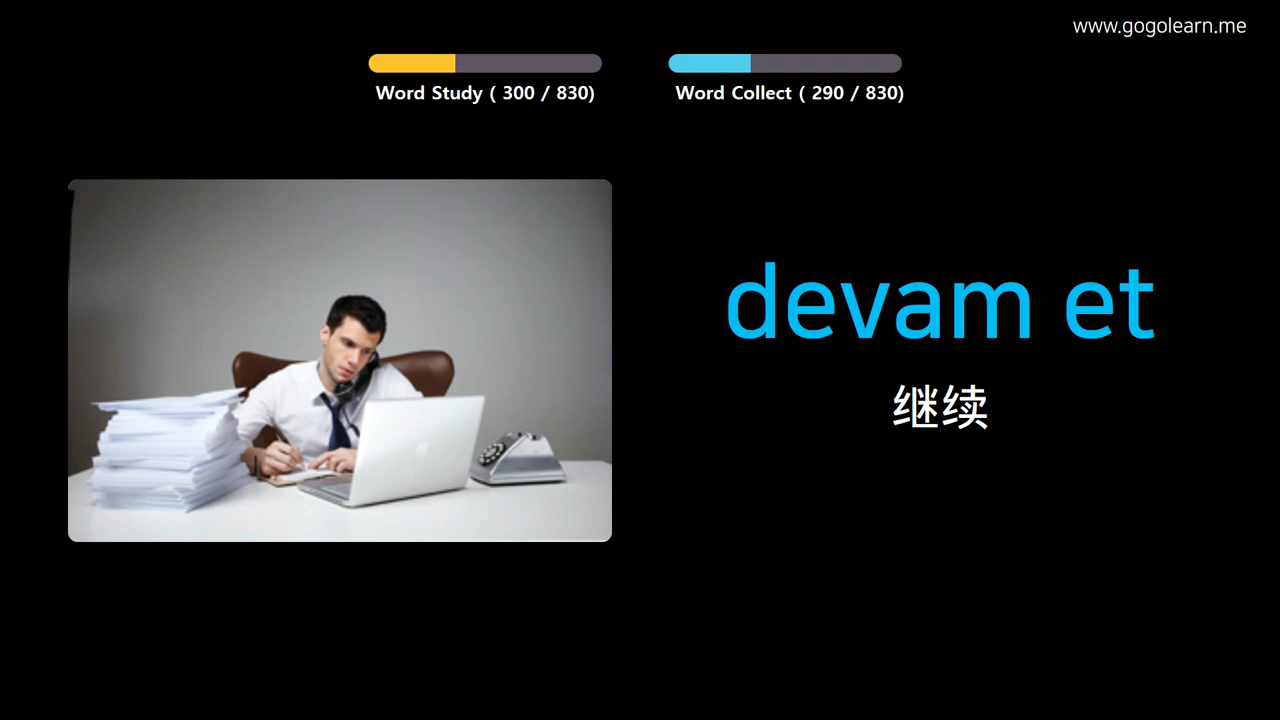 www.gogolearn.me
Word Study ( 300 / 830)
Word Collect ( 290 / 830)
devam et
继续